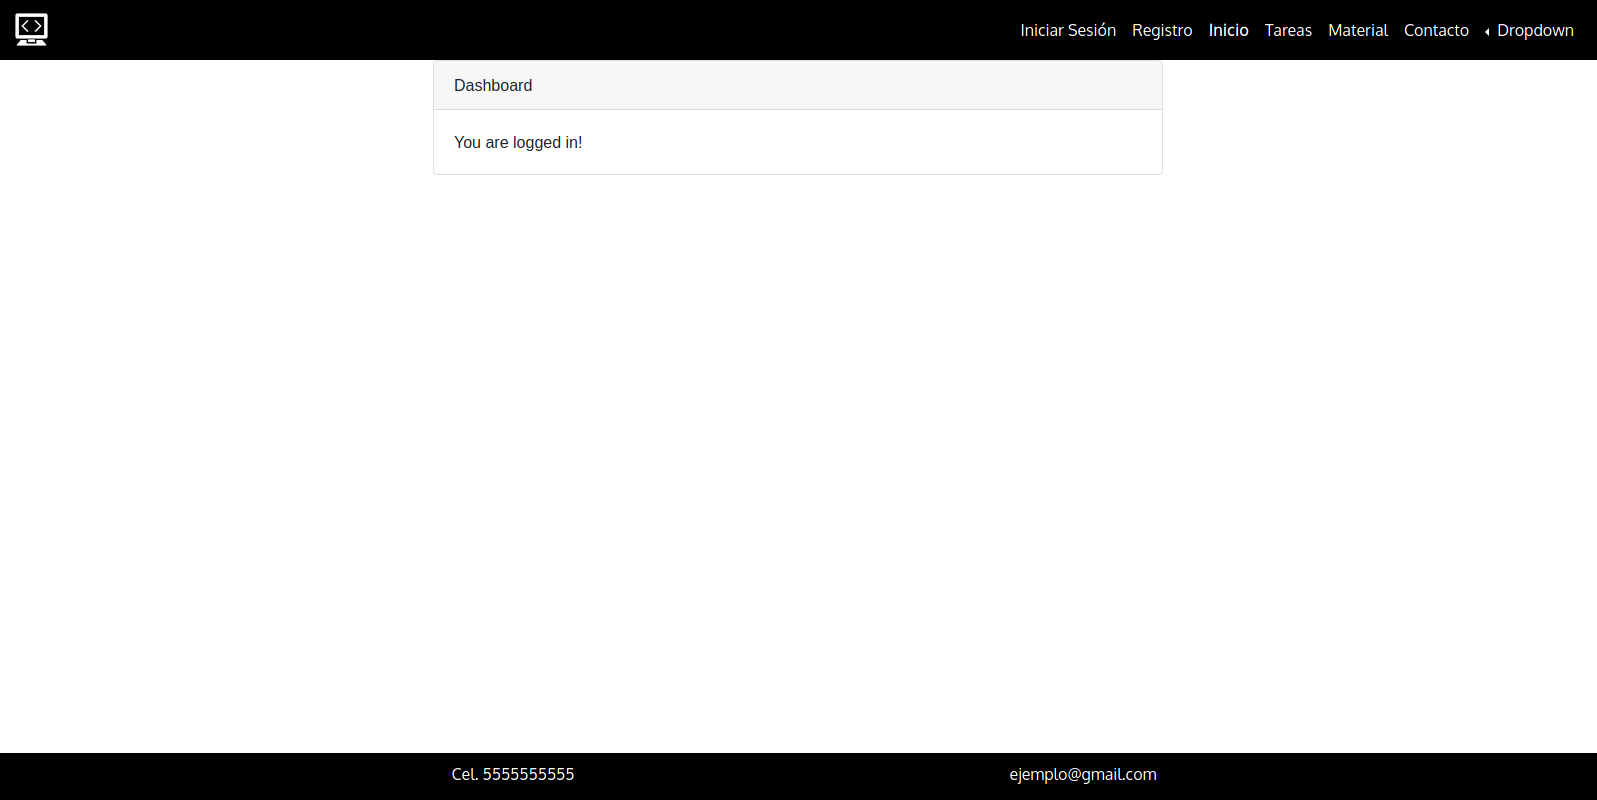 Iniciar Sesión Registro Inicio Tareas Material Contacto Dropdown
Dashboard
You are logged in!
Cel. 5555555555 ejemplo@gmail.com